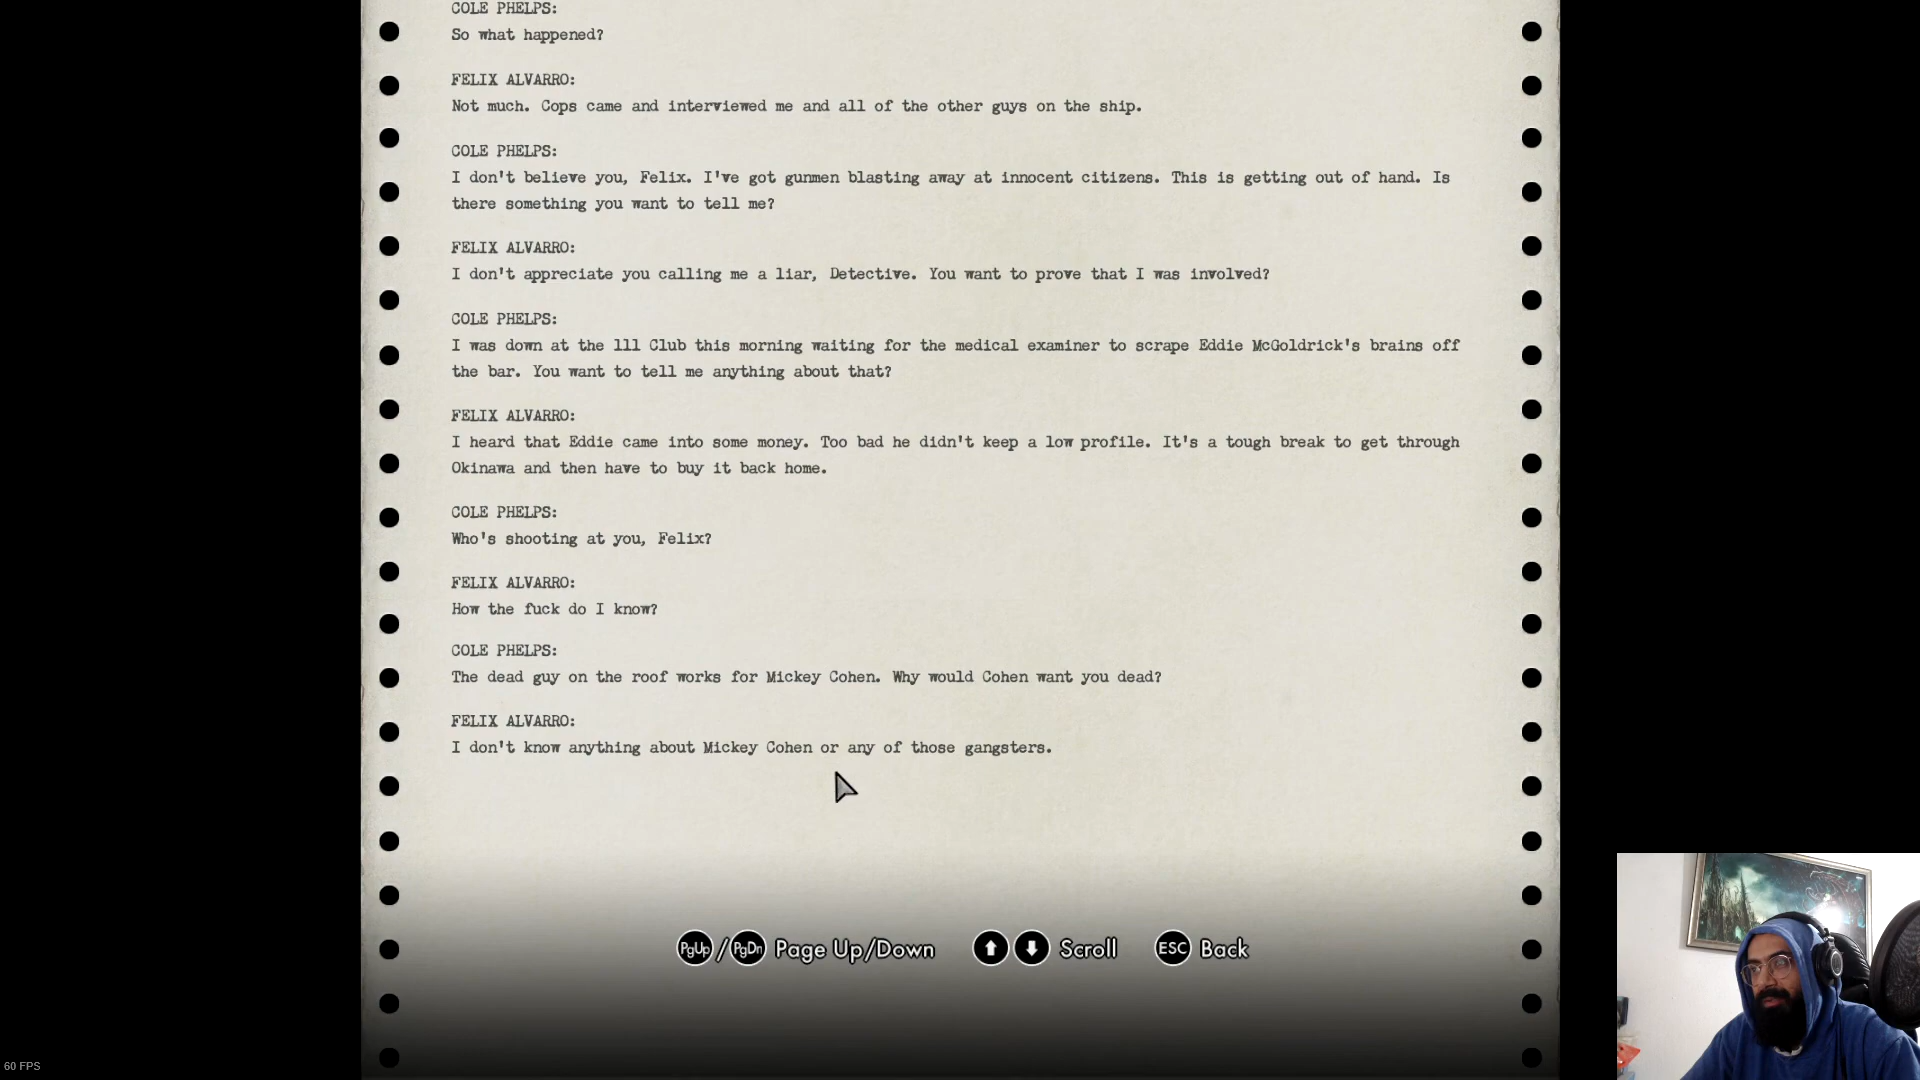 COLE PHELPS:
So what happened?
FELIX ALVARRO:
Not much. Cops came and interviewed me and all of the other guys on the ship.
COLE PHELPS:
I don't believe you, Felix. I've got gunmen blasting away at innocent citizens. This is getting out of hand. Is
there something you want to tell me?
FELIX ALVARRO:
I don't appreciate you calling me a liar, Detective. You want to prove that I was involved?
COLE PHELPS:
I was down at the 111 Club this morning waiting for the medical examiner to scrape Eddie McGoldrick's brains off
the bar. You want to tell me anything about that?
FELIX ALVARRO:
I heard that Eddie came into some money. Too bad he didn't keep a low profile. It's a tough break to get through
Okinawa and then have to buy it back home.
COLE PHELPS:
Who's shooting at you, Felix?
FELIX ALVARRO:
How the fuck do I know?
COLE PHELPS:
The dead guy on the roof works for Mickey Cohen. Why would Cohen want you dead?
FELIX ALVARRO:
I don't know anything about Mickey Cohen or any of those gangsters.
PgUp/PgDn Page Up/Down Scroll ESC Back
60 FPS